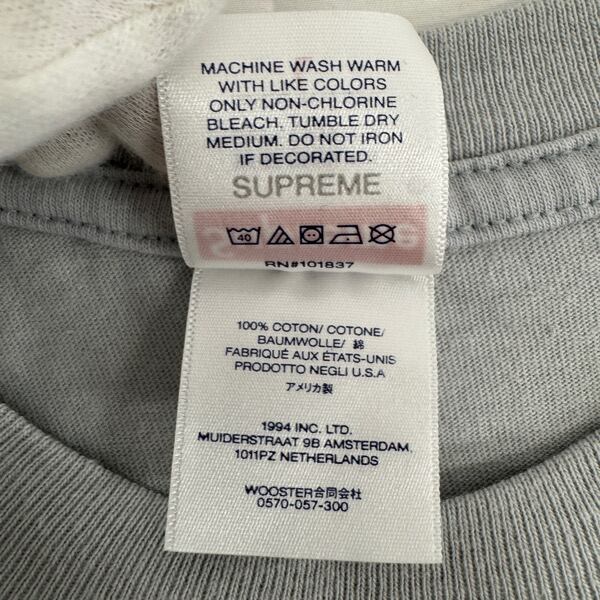 MACHINE WASH WARM
WITH LIKE COLORS
ONLY NON-CHLORINE
BLEACH. TUMBLE DRY
MEDIUM. DO NOT IRON
IF DECORATED.
SUPREME
40
RN#101837
100% COTON/ COTONE/
BAUMWOLLE/ 綿
FABRIQUÉ AUX ÉTATS-UNIS
PRODOTTO NEGLI U.S.A
アメリカ製
1994 INC. LTD.
MUIDERSTRAAT 9B AMSTERDAM,
1011PZ NETHERLANDS
WOOSTER合同会社
0570-057-300